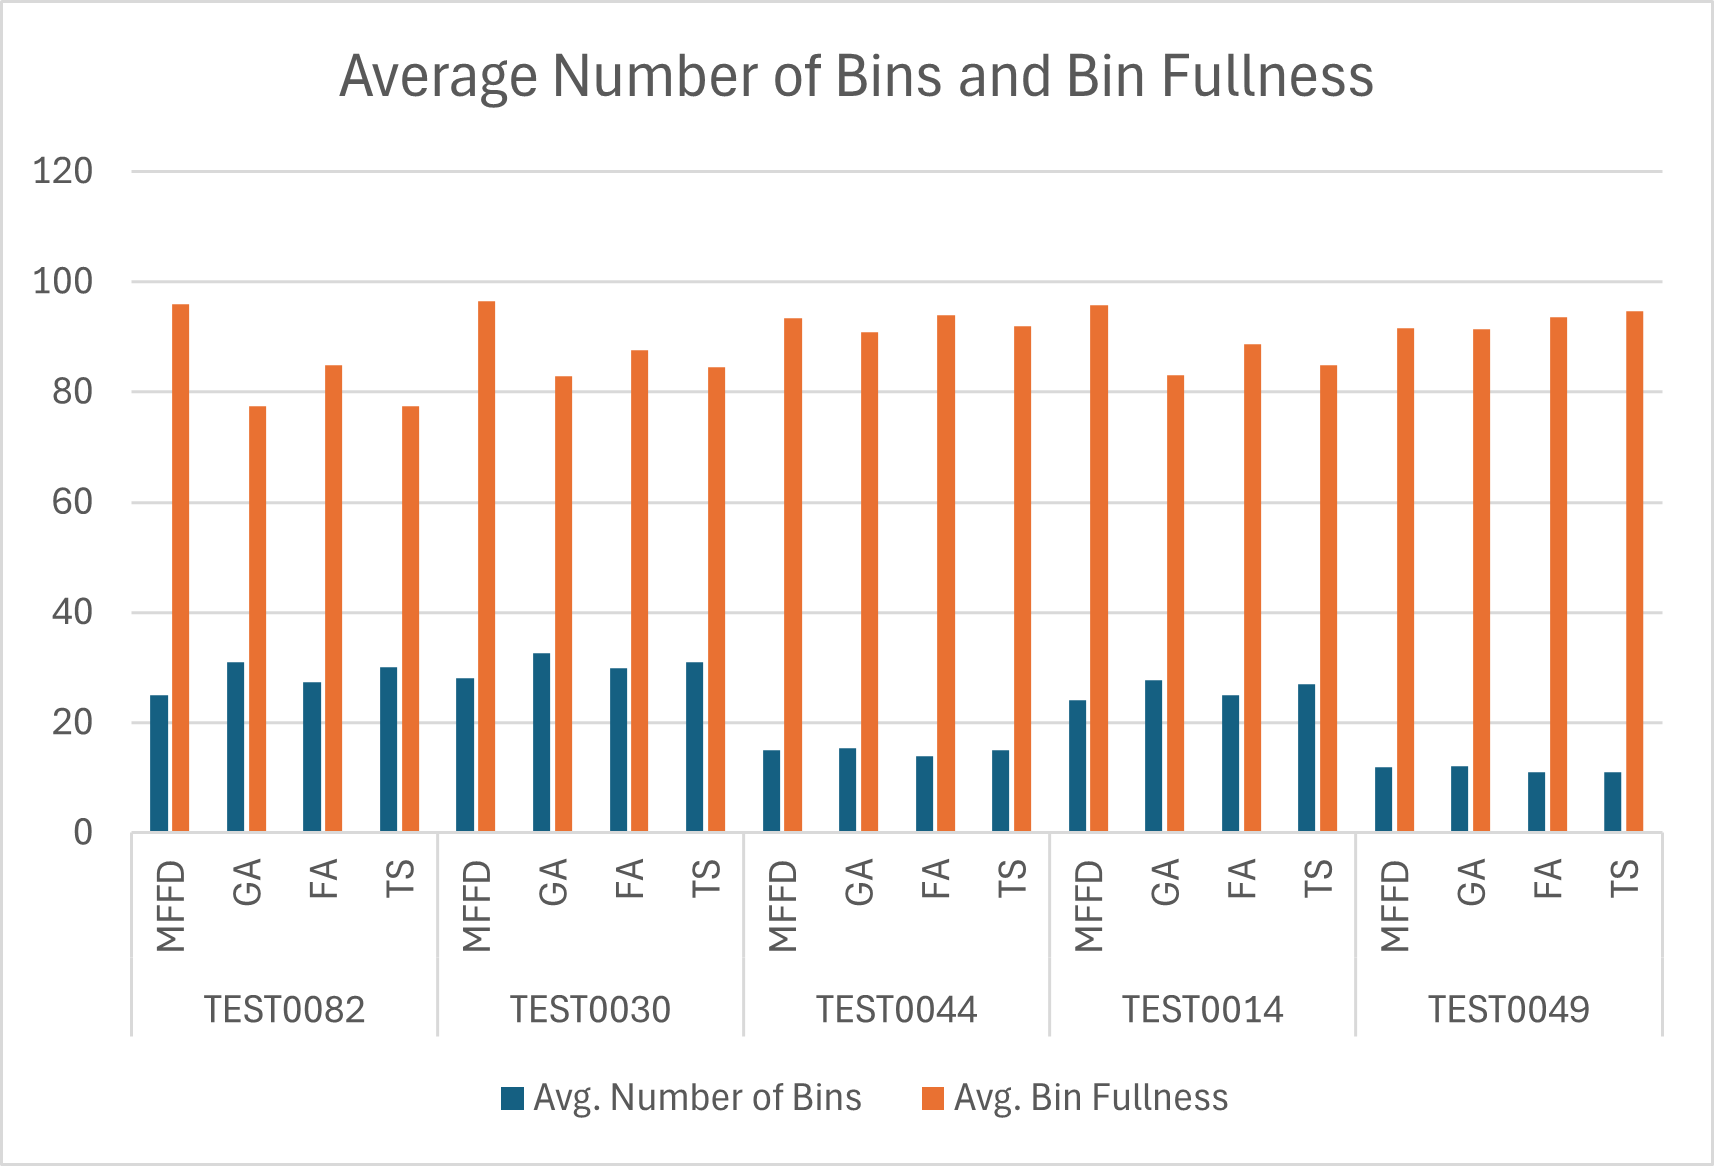 Average Number of Bins and Bin Fullness
120
100
80
60
40
20
0
MFFD GA FA TS MFFD GA FA TS MFFD GA FA TS MFFD GA FA TS MFFD GA FA TS
TEST0082 TEST0030 TEST0044 TEST0014 TEST0049
Avg. Number of Bins Avg. Bin Fullness